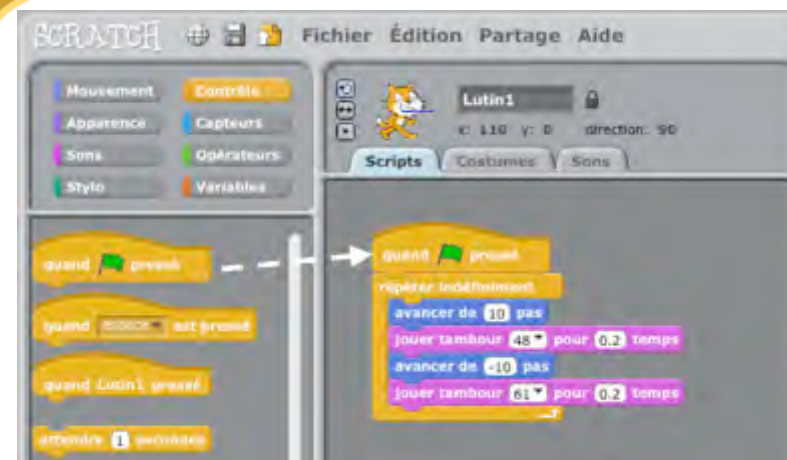 SCRATCH Fichier Édition Partage Aide
Mouvement Contrôle
Apparence Capteurs
Sons Opérateurs
Stylo Variables
Lutin1
x: 110 y: 0 direction: 90
Scripts Costumes Sons
quand pressé
quand espace est pressé
quand Lutin1 pressé
attendre 1 secondes
quand pressé
répéter indéfiniment
avancer de 10 pas
jouer tambour 48 pour 0.2 temps
avancer de -10 pas
jouer tambour 61 pour 0.2 temps